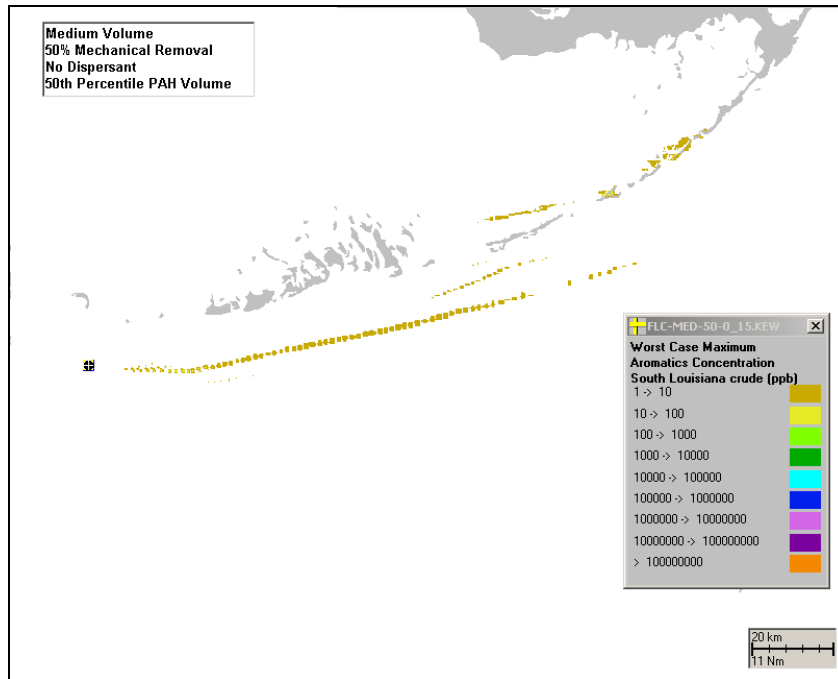 Medium Volume
50% Mechanical Removal
No Dispersant
50th Percentile PAH Volume
FLC-MED-50-0_15.KEW
Worst Case Maximum
Aromatics Concentration
South Louisiana crude (ppb)
1 -> 10
10 -> 100
100 -> 1000
1000 -> 10000
10000 -> 100000
100000 -> 1000000
1000000 -> 10000000
10000000 -> 100000000
> 100000000
20 km
11 Nm